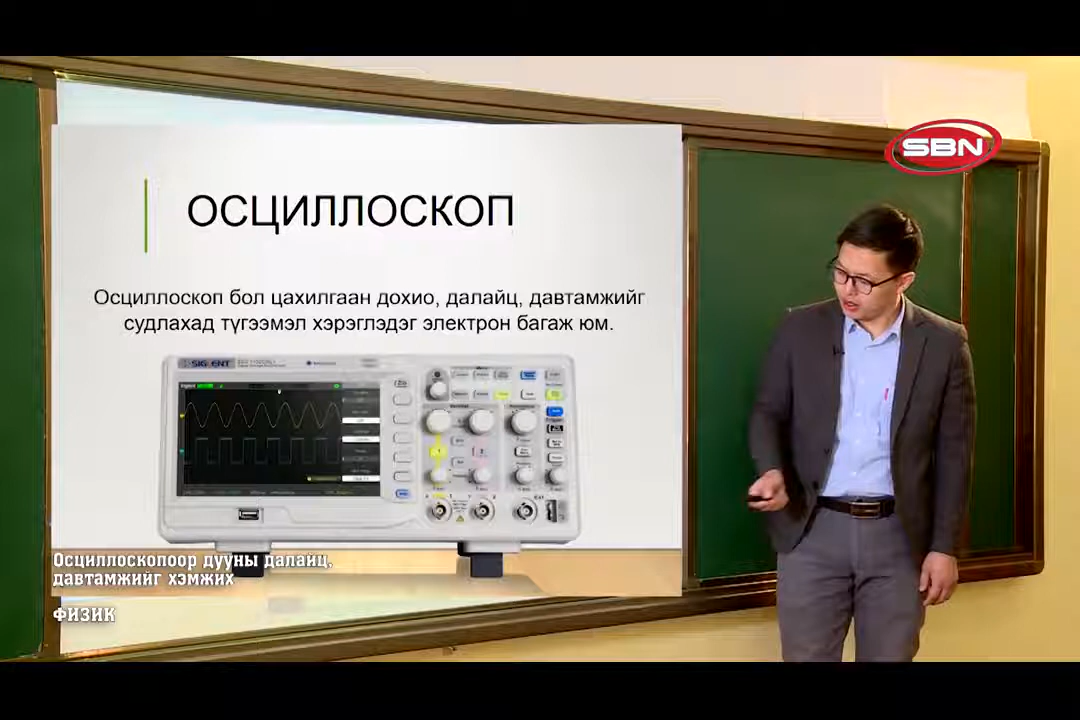 SBN
ОСЦИЛЛОСКОП
Осциллоскоп бол цахилгаан дохио, далайц, давтамжийг
судлахад түгээмэл хэрэглэдэг электрон багаж юм.
SIGLENT
Осциллоскопоор дууны далайц,
давтамжийг хэмжих
ФИЗИК